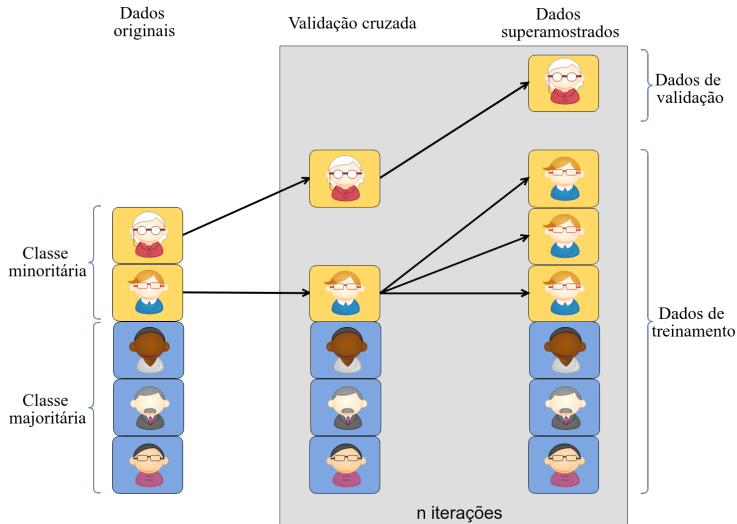 Dados
originais
Validação cruzada
Dados
superamostrados
Dados de
validação
Classe
minoritária
Dados de
treinamento
Classe
majoritária
n iterações